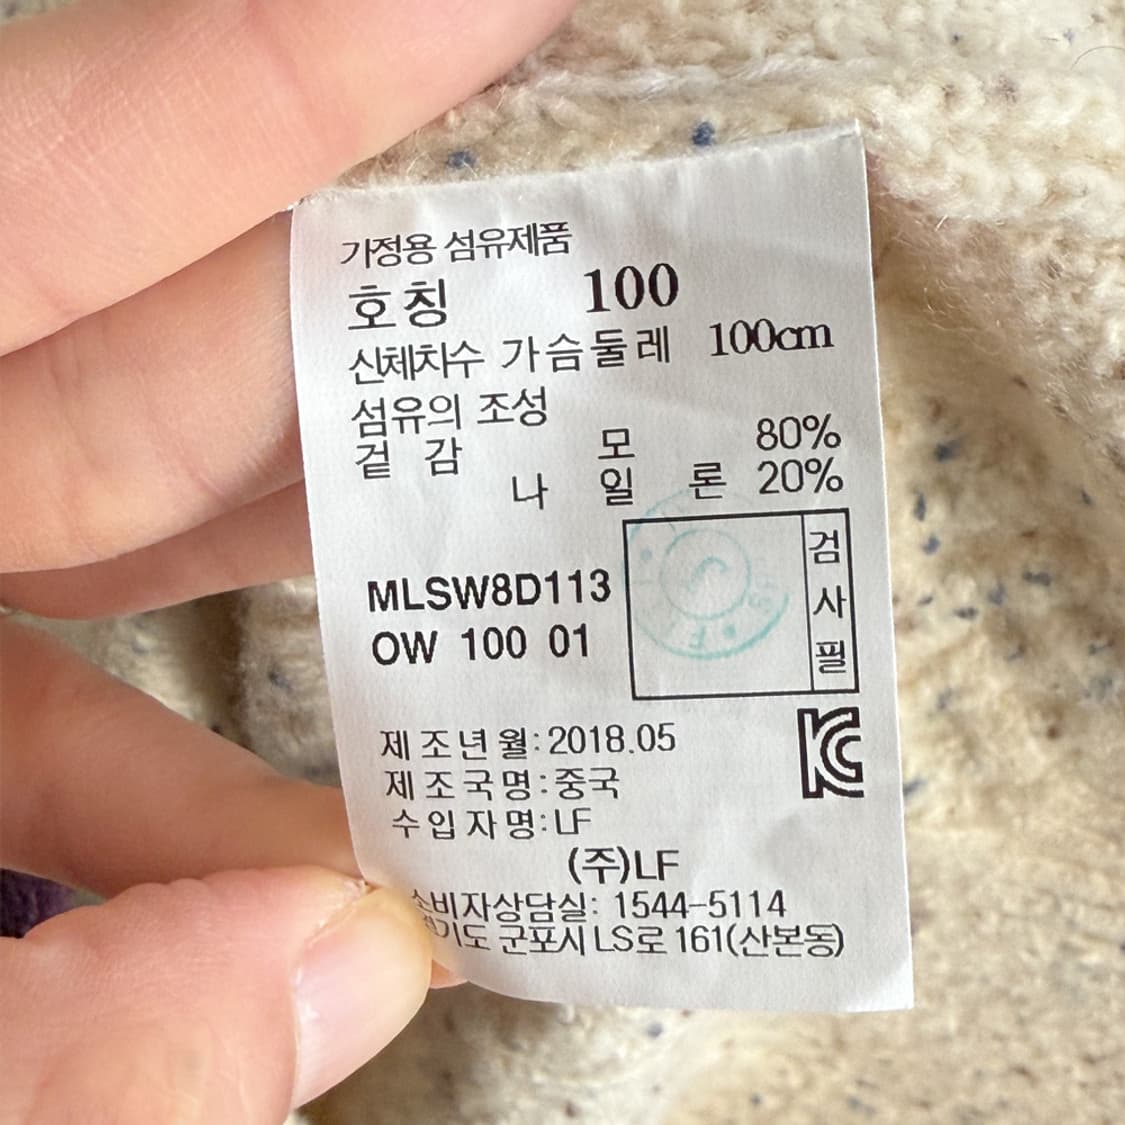 가정용 섬유제품
호칭 100
신체치수 가슴둘레 100cm
섬유의 조성
겉감 모 80%
나일론 20%
검사필
MLSW8D113
OW 100 01
제조년월:2018.05
제조국명:중국
수입자명:LF
(주)LF
소비자상담실: 1544-5114
경기도 군포시 LS로 161(산본동)